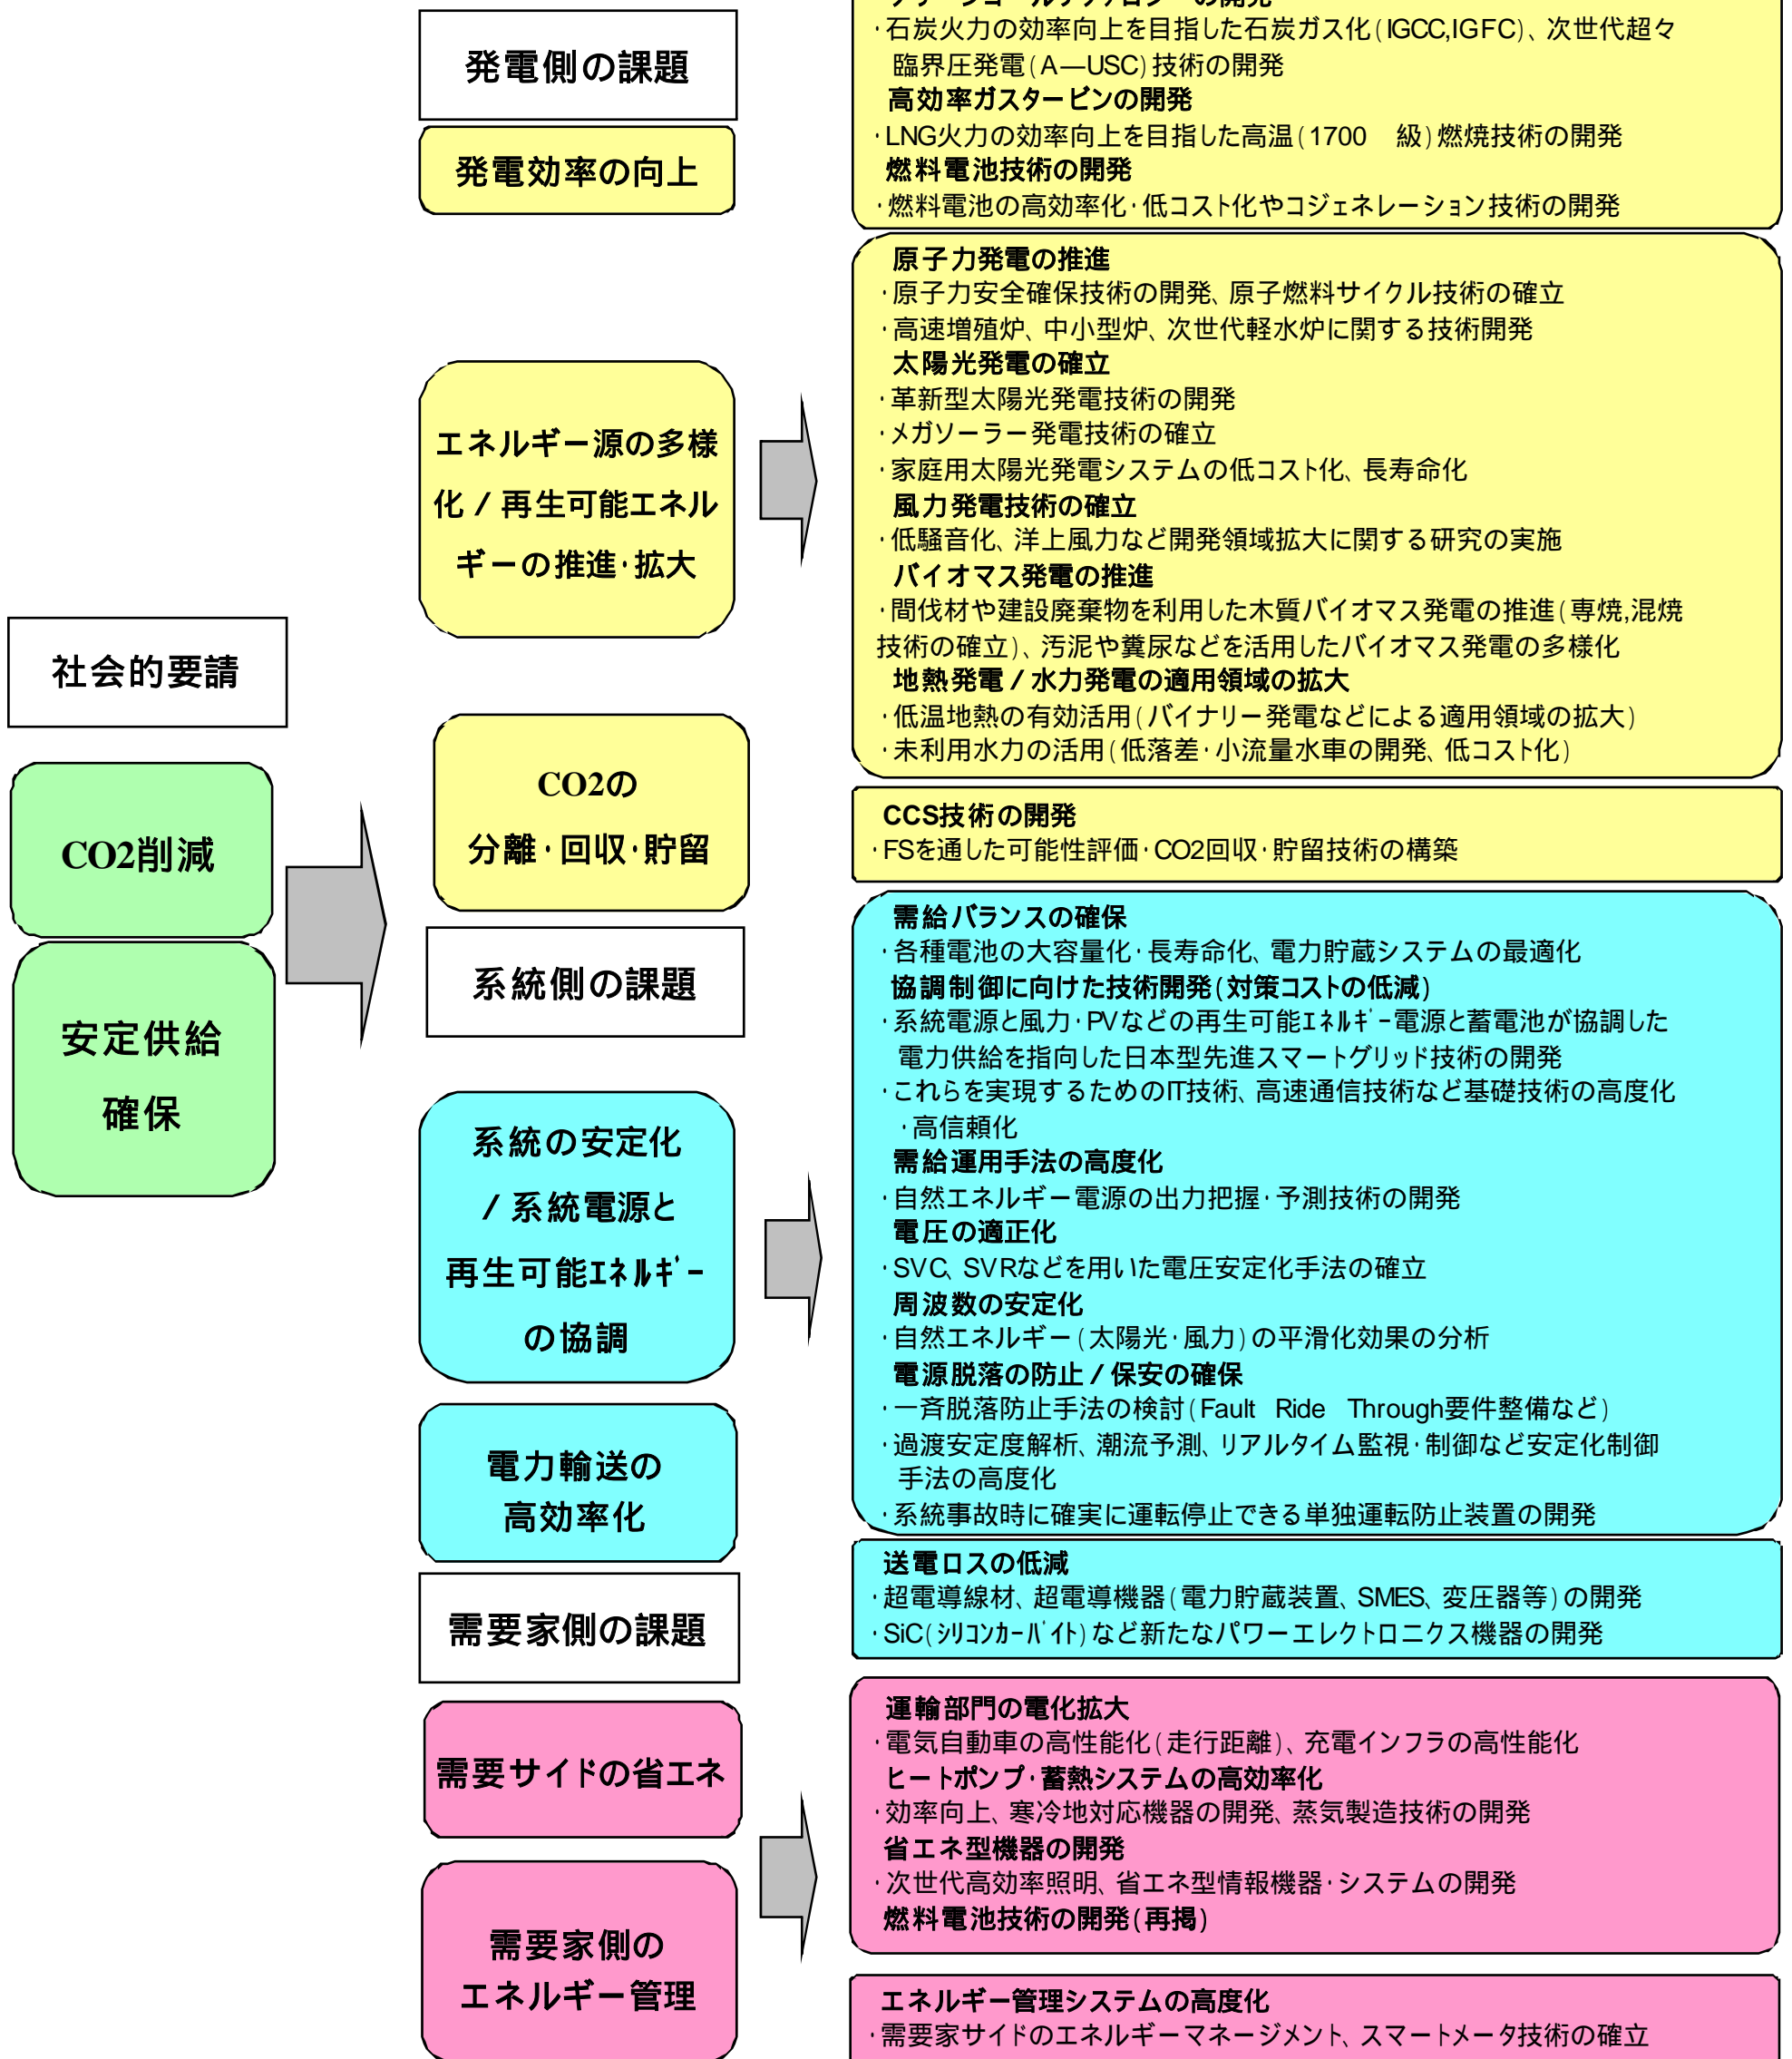 社会的要請
CO2削減
安定供給
確保
発電側の課題
発電効率の向上
・石炭火力の効率向上を目指した石炭ガス化(IGCC,IGFC)、次世代超々
臨界圧発電(A—USC)技術の開発
高効率ガスタービンの開発
・LNG火力の効率向上を目指した高温(1700 級)燃焼技術の開発
燃料電池技術の開発
・燃料電池の高効率化・低コスト化やコジェネレーション技術の開発
エネルギー源の多様
化/再生可能エネル
ギーの推進・拡大
原子力発電の推進
・原子力安全確保技術の開発、原子燃料サイクル技術の確立
・高速増殖炉、中小型炉、次世代軽水炉に関する技術開発
太陽光発電の確立
・革新型太陽光発電技術の開発
・メガソーラー発電技術の確立
・家庭用太陽光発電システムの低コスト化、長寿命化
風力発電技術の確立
・低騒音化、洋上風力など開発領域拡大に関する研究の実施
バイオマス発電の推進
・間伐材や建設廃棄物を利用した木質バイオマス発電の推進(専焼,混焼
技術の確立)、汚泥や糞尿などを活用したバイオマス発電の多様化
地熱発電/水力発電の適用領域の拡大
・低温地熱の有効活用(バイナリー発電などによる適用領域の拡大)
・未利用水力の活用(低落差・小流量水車の開発、低コスト化)
CO2の
分離・回収・貯留
CCS技術の開発
・FSを通した可能性評価・CO2回収・貯留技術の構築
系統側の課題
系統の安定化
/系統電源と
再生可能ｴﾈﾙｷﾞｰ
の協調
需給バランスの確保
・各種電池の大容量化・長寿命化、電力貯蔵システムの最適化
協調制御に向けた技術開発(対策コストの低減)
・系統電源と風力・PVなどの再生可能ｴﾈﾙｷﾞｰ電源と蓄電池が協調した
電力供給を指向した日本型先進スマートグリッド技術の開発
・これらを実現するためのIT技術、高速通信技術など基礎技術の高度化
・高信頼化
需給運用手法の高度化
・自然エネルギー電源の出力把握・予測技術の開発
電圧の適正化
・SVC、SVRなどを用いた電圧安定化手法の確立
周波数の安定化
・自然エネルギー(太陽光・風力)の平滑化効果の分析
電源脱落の防止/保安の確保
・一斉脱落防止手法の検討(Fault Ride Through要件整備など)
・過渡安定度解析、潮流予測、リアルタイム監視・制御など安定化制御
手法の高度化
・系統事故時に確実に運転停止できる単独運転防止装置の開発
電力輸送の
高効率化
送電ロスの低減
・超電導線材、超電導機器(電力貯蔵装置、SMES、変圧器等)の開発
・SiC(ｼﾘｺﾝｶｰﾊﾞｲﾄ)など新たなパワーエレクトロニクス機器の開発
需要家側の課題
需要サイドの省エネ
運輸部門の電化拡大
・電気自動車の高性能化(走行距離)、充電インフラの高性能化
ヒートポンプ・蓄熱システムの高効率化
・効率向上、寒冷地対応機器の開発、蒸気製造技術の開発
省エネ型機器の開発
・次世代高効率照明、省エネ型情報機器・システムの開発
燃料電池技術の開発(再掲)
需要家側の
エネルギー管理
エネルギー管理システムの高度化
・需要家サイドのエネルギーマネージメント、スマートメータ技術の確立